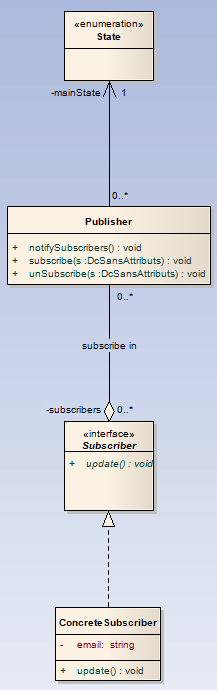 «enumeration»
State
-mainState 1
0..*
Publisher
+ notifySubscribers() : void
+ subscribe(s :DcSansAttributs) : void
+ unSubscribe(s :DcSansAttributs) : void
0..*
subscribe in
-subscribers 0..*
«interface»
Subscriber
+ update() : void
ConcreteSubscriber
- email: string
+ update() : void